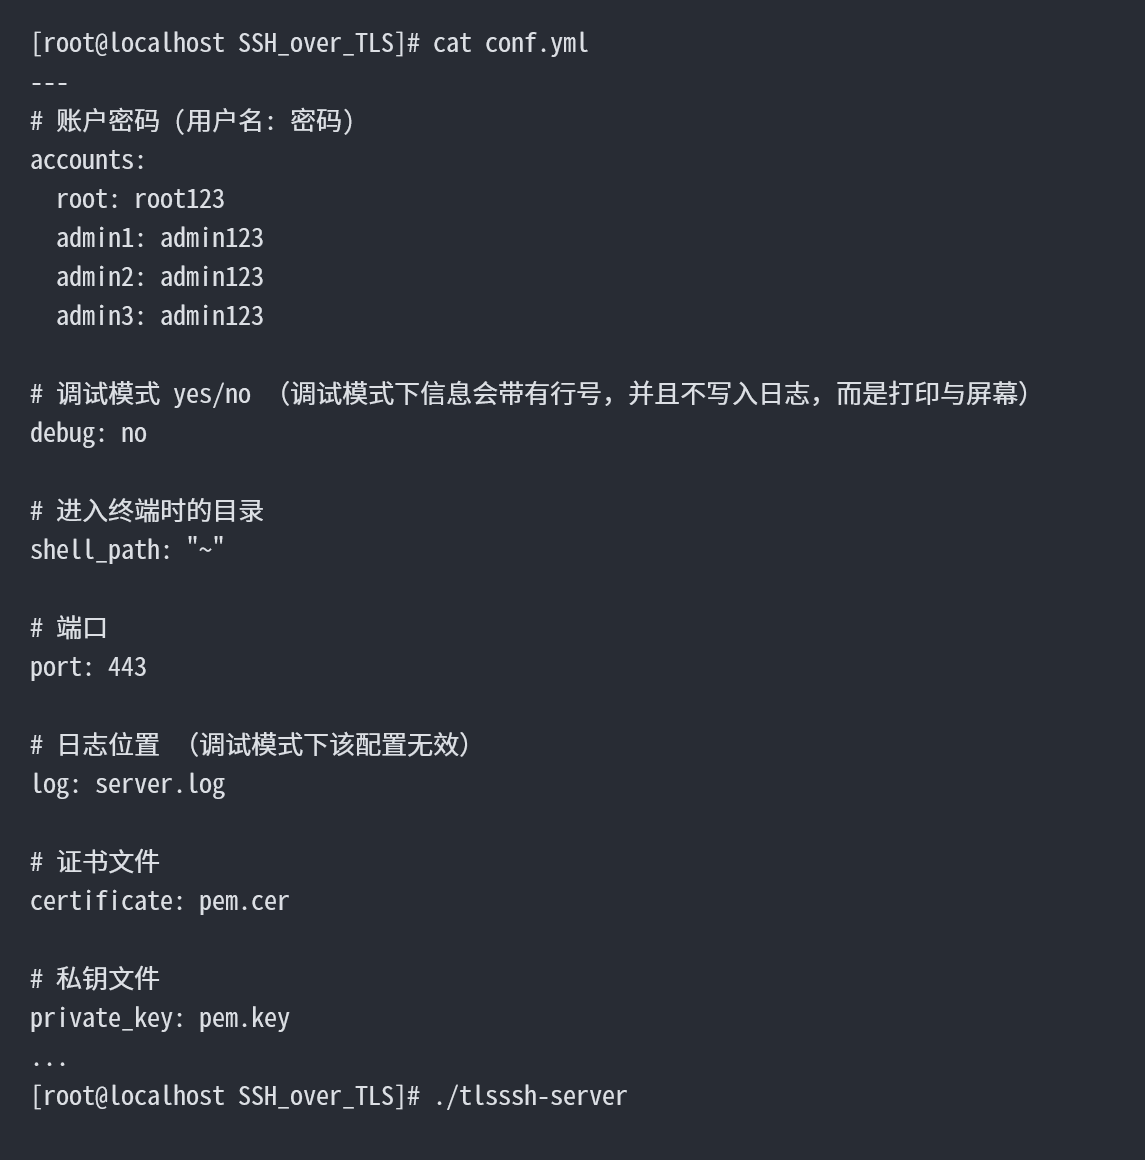 [root@localhost SSH_over_TLS]# cat conf.yml
---
# 账户密码（用户名：密码）
accounts:
  root: root123
  admin1: admin123
  admin2: admin123
  admin3: admin123

# 调试模式 yes/no （调试模式下信息会带有行号，并且不写入日志，而是打印与屏幕）
debug: no

# 进入终端时的目录
shell_path: "~"

# 端口
port: 443

# 日志位置 （调试模式下该配置无效）
log: server.log

# 证书文件
certificate: pem.cer

# 私钥文件
private_key: pem.key
...
[root@localhost SSH_over_TLS]# ./tlsssh-server